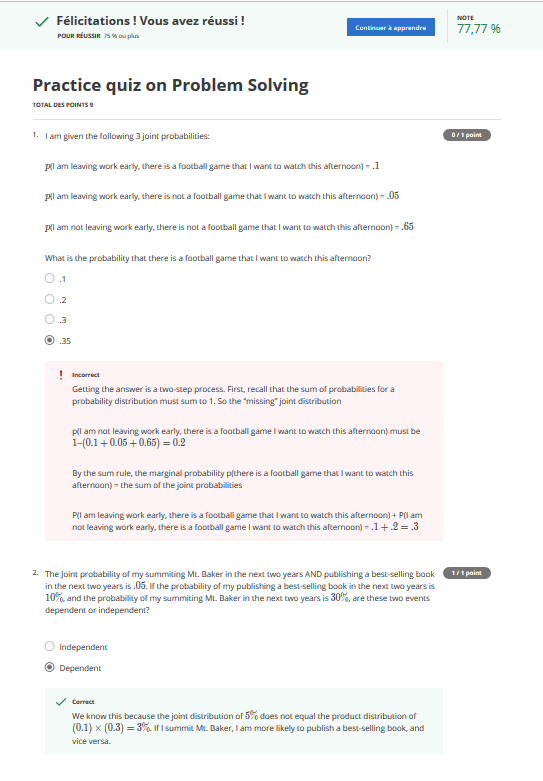 Félicitations ! Vous avez réussi !
POUR RÉUSSIR 75 % ou plus
Continuer à apprendre
NOTE
77,77 %
Practice quiz on Problem Solving
TOTAL DES POINTS 9
1. I am given the following 3 joint probabilities:
0 / 1 point
p(I am leaving work early, there is a football game that I want to watch this afternoon) = .1
p(I am leaving work early, there is not a football game that I want to watch this afternoon) = .05
p(I am not leaving work early, there is not a football game that I want to watch this afternoon) = .65
What is the probability that there is a football game that I want to watch this afternoon?
.1
.2
.3
.35
Incorrect
Getting the answer is a two-step process. First, recall that the sum of probabilities for a
probability distribution must sum to 1. So the "missing" joint distribution
p(I am not leaving work early, there is a football game I want to watch this afternoon) must be
1–(0.1 + 0.05 + 0.65) = 0.2
By the sum rule, the marginal probability p(there is a football game that I want to watch this
afternoon) = the sum of the joint probabilities
P(I am leaving work early, there is a football game that I want to watch this afternoon) + P(I am
not leaving work early, there is a football game I want to watch this afternoon) = .1 + .2 = .3
2. The Joint probability of my summiting Mt. Baker in the next two years AND publishing a best-selling book
in the next two years is .05. If the probability of my publishing a best-selling book in the next two years is
10%, and the probability of my summiting Mt. Baker in the next two years is 30%, are these two events
dependent or independent?
1 / 1 point
Independent
Dependent
Correct
We know this because the joint distribution of 5% does not equal the product distribution of
(0.1) × (0.3) = 3%. If I summit Mt. Baker, I am more likely to publish a best-selling book, and
vice versa.